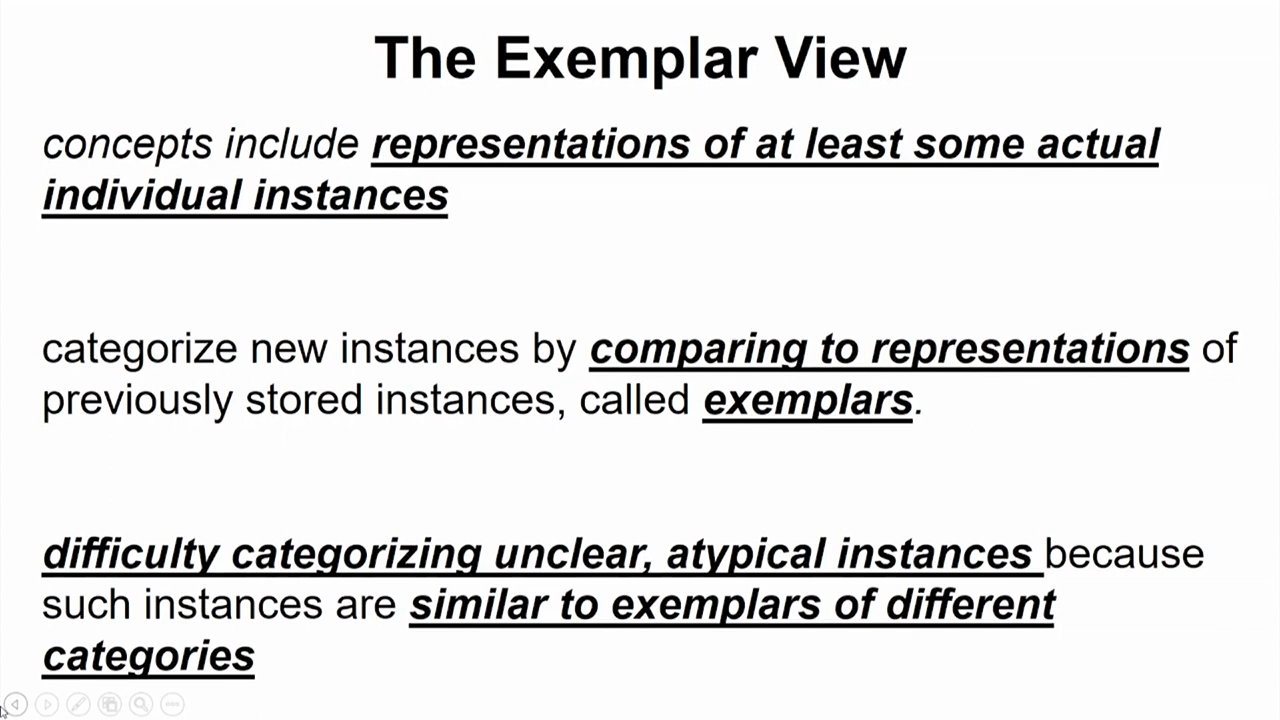 The Exemplar View
concepts include representations of at least some actual
individual instances
categorize new instances by comparing to representations of
previously stored instances, called exemplars.
difficulty categorizing unclear, atypical instances because
such instances are similar to exemplars of different
categories